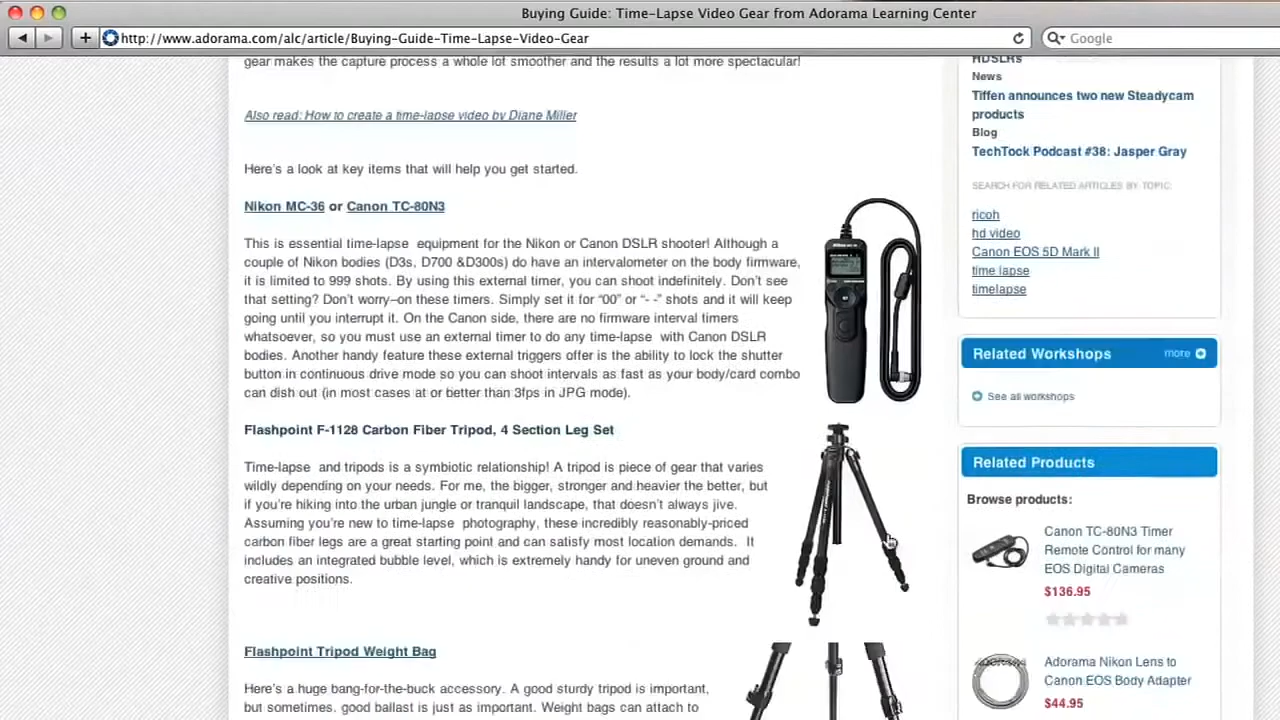 Buying Guide: Time-Lapse Video Gear from Adorama Learning Center
http://www.adorama.com/alc/article/Buying-Guide-Time-Lapse-Video-Gear
Google
gear makes the capture process a whole lot smoother and the results a lot more spectacular!
Also read: How to create a time-lapse video by Diane Miller
Here's a look at key items that will help you get started.
Nikon MC-36 or Canon TC-80N3
This is essential time-lapse equipment for the Nikon or Canon DSLR shooter! Although a
couple of Nikon bodies (D3s, D700 &D300s) do have an intervalometer on the body firmware,
it is limited to 999 shots. By using this external timer, you can shoot indefinitely. Don't see
that setting? Don't worry–on these timers. Simply set it for “00” or “- -” shots and it will keep
going until you interrupt it. On the Canon side, there are no firmware interval timers
whatsoever, so you must use an external timer to do any time-lapse with Canon DSLR
bodies. Another handy feature these external triggers offer is the ability to lock the shutter
button in continuous drive mode so you can shoot intervals as fast as your body/card combo
can dish out (in most cases at or better than 3fps in JPG mode).
Flashpoint F-1128 Carbon Fiber Tripod, 4 Section Leg Set
Time-lapse and tripods is a symbiotic relationship! A tripod is piece of gear that varies
wildly depending on your needs. For me, the bigger, stronger and heavier the better, but
if you're hiking into the urban jungle or tranquil landscape, that doesn't always jive.
Assuming you're new to time-lapse photography, these incredibly reasonably-priced
carbon fiber legs are a great starting point and can satisfy most location demands. It
includes an integrated bubble level, which is extremely handy for uneven ground and
creative positions.
Flashpoint Tripod Weight Bag
Here's a huge bang-for-the-buck accessory. A good sturdy tripod is important,
but sometimes. good ballast is just as important. Weight bags can attach to
HDSLRs
News
Tiffen announces two new Steadycam
products
Blog
TechTock Podcast #38: Jasper Gray
SEARCH FOR RELATED ARTICLES BY TOPIC:
ricoh
hd video
Canon EOS 5D Mark II
time lapse
timelapse
Related Workshops more
See all workshops
Related Products
Browse products:
Canon TC-80N3 Timer
Remote Control for many
EOS Digital Cameras
$136.95
Adorama Nikon Lens to
Canon EOS Body Adapter
$44.95